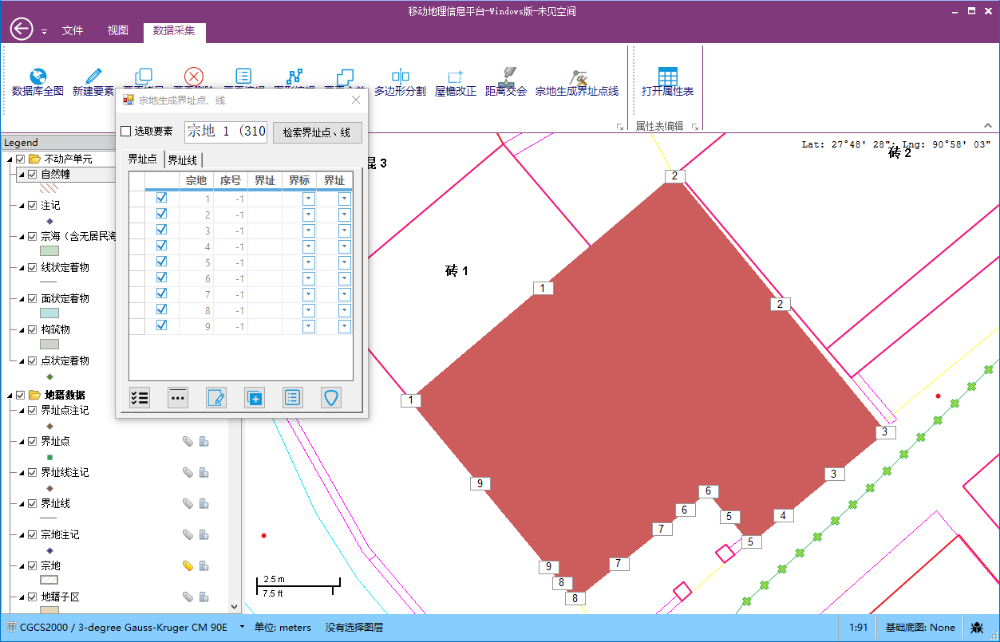 移动地理信息平台-Windows版-未见空间
文件 视图 数据采集
数据库全图 新建要素 多边形分割 屋檐改正 距离交会 宗地生成界址点线 打开属性表
属性表编辑
宗地生成界址点、线
选取要素 宗地 1 (310 检索界址点、线
界址点 界址线
宗地 序号 界址 界标 界址
1 -1
2 -1
3 -1
4 -1
5 -1
6 -1
7 -1
8 -1
9 -1
Legend
不动产单元
自然幢
注记
宗海（含无居民海
线状定着物
面状定着物
构筑物
点状定着物
地籍数据
界址点注记
界址点
界址线注记
界址线
宗地注记
宗地
地籍子区
Lat: 27°48' 28"; Lng: 90°58' 03"
混 3
砖 2
砖 1
2
1
2
1
3
3
9
6
6
5
4
7
5
9
7
8
8
2.5 m
7.5 ft
CGCS2000 / 3-degree Gauss-Kruger CM 90E 单位: meters 没有选择图层 1:91 基础底图: None